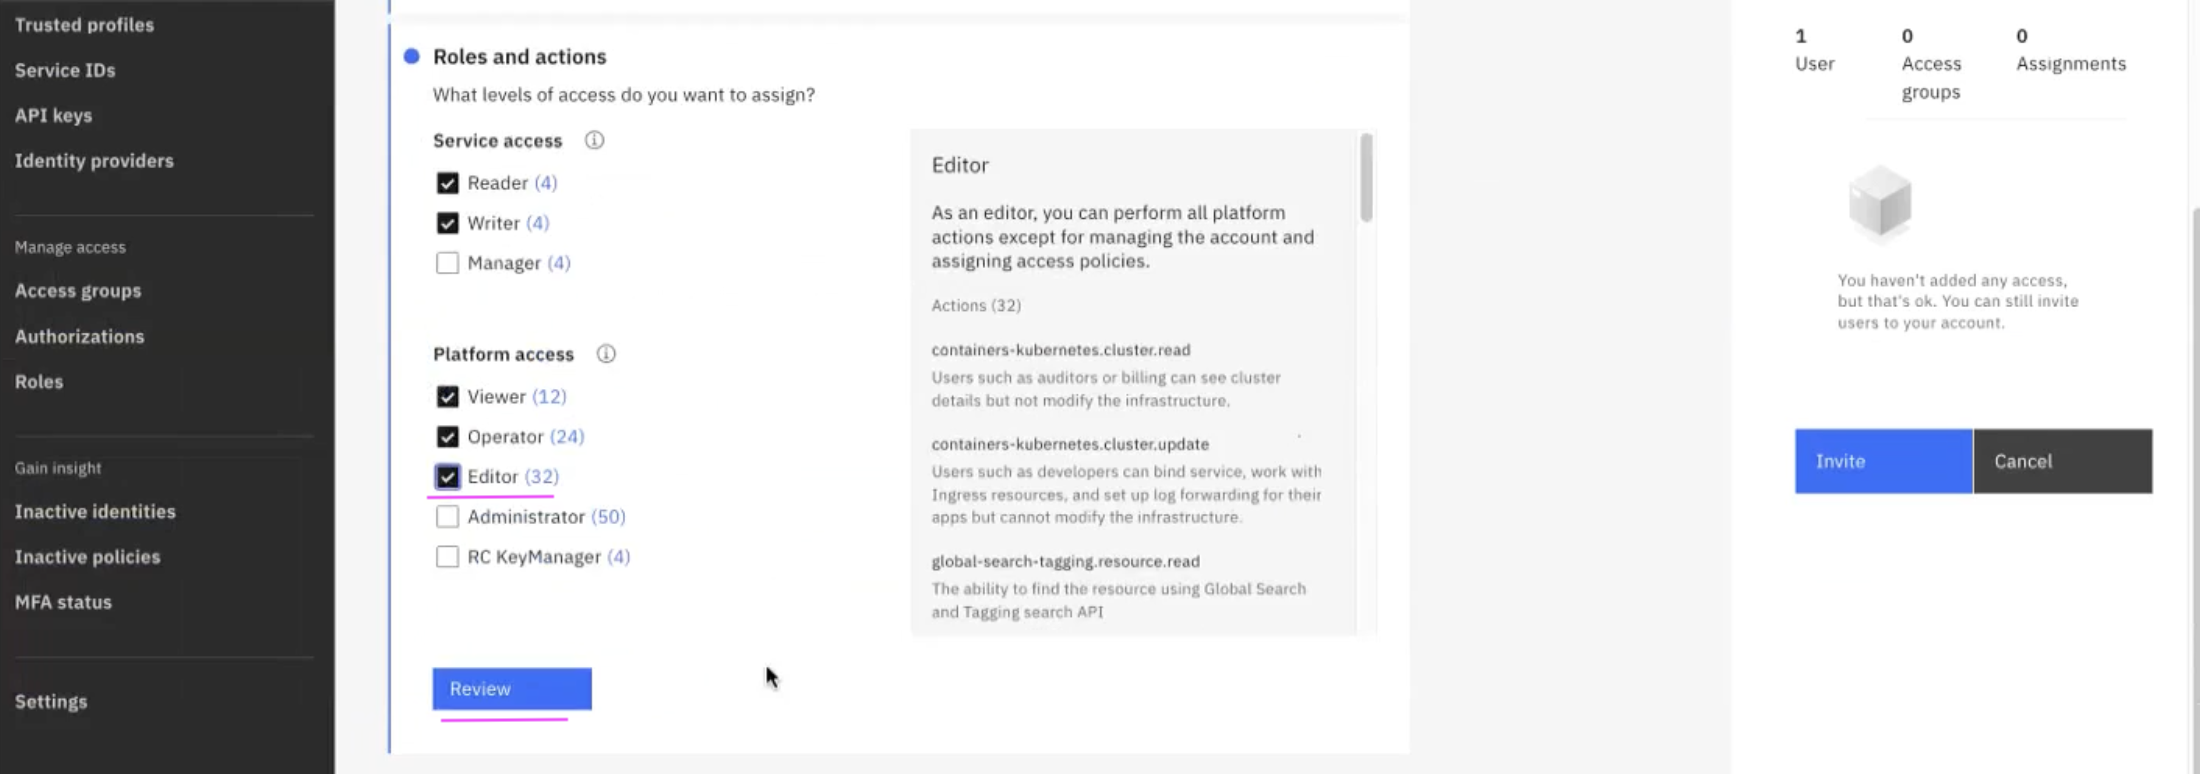 Trusted profiles
Service IDs
API keys
Identity providers
Manage access
Access groups
Authorizations
Roles
Gain insight
Inactive identities
Inactive policies
MFA status
Settings
Roles and actions
What levels of access do you want to assign?
Service access
Reader (4)
Writer (4)
Manager (4)
Platform access
Viewer (12)
Operator (24)
Editor (32)
Administrator (50)
RC KeyManager (4)
Review
Editor
As an editor, you can perform all platform
actions except for managing the account and
assigning access policies.
Actions (32)
containers-kubernetes.cluster.read
Users such as auditors or billing can see cluster
details but not modify the infrastructure.
containers-kubernetes.cluster.update
Users such as developers can bind service, work with
Ingress resources, and set up log forwarding for their
apps but cannot modify the infrastructure.
global-search-tagging.resource.read
The ability to find the resource using Global Search
and Tagging search API
1
User
0
Access
groups
0
Assignments
You haven't added any access,
but that's ok. You can still invite
users to your account.
Invite
Cancel